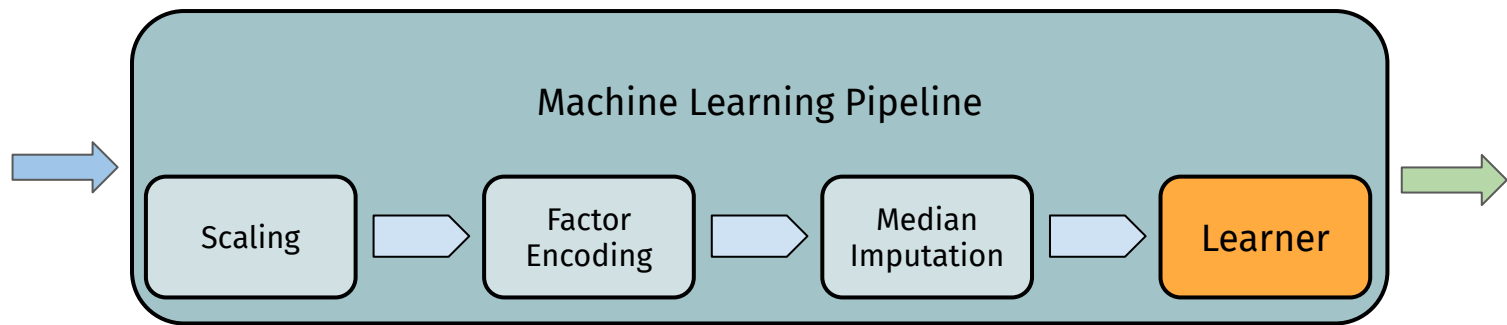 Machine Learning Pipeline
Scaling
Factor
Encoding
Median
Imputation
Learner